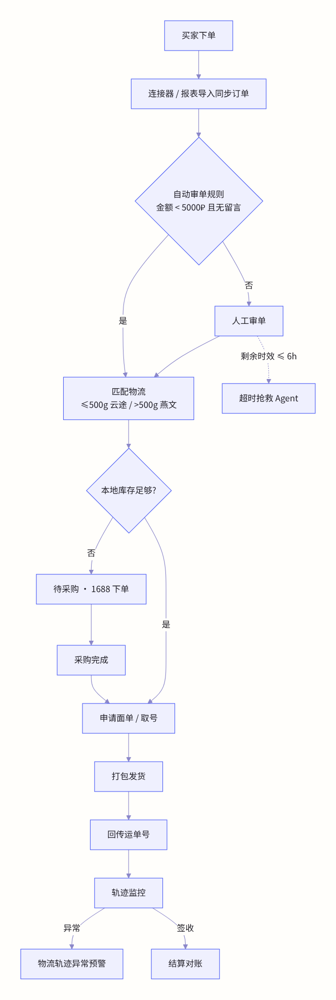 买家下单
连接器 / 报表导入同步订单
自动审单规则
金额 < 5000₽ 且无留言
否
是
人工审单
剩余时效 ≤ 6h
匹配物流
≤500g 云途 / >500g 燕文
超时抢救 Agent
本地库存足够?
否
待采购 · 1688 下单
是
采购完成
申请面单 / 取号
打包发货
回传运单号
轨迹监控
异常
签收
物流轨迹异常预警
结算对账